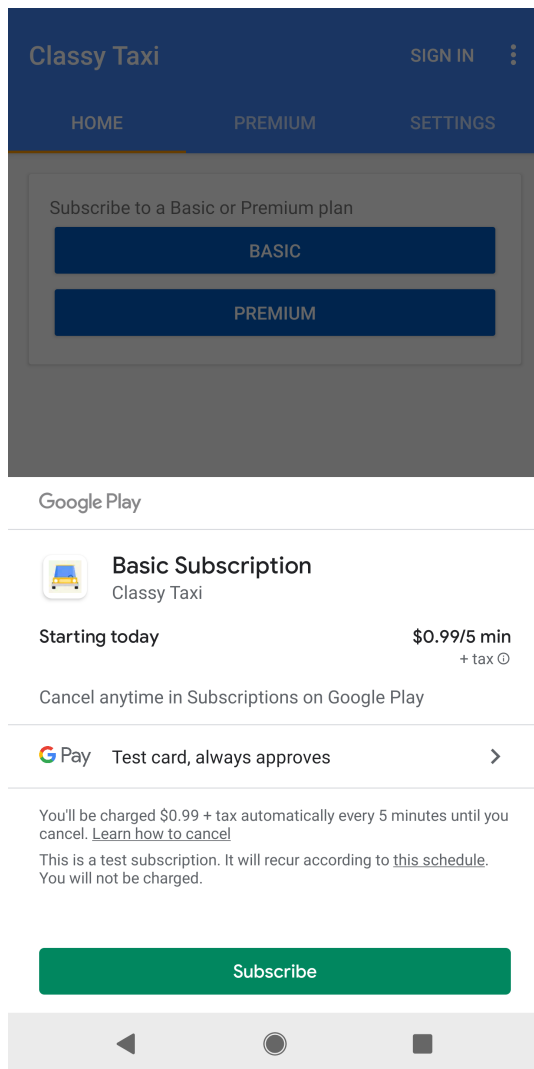 Classy Taxi
SIGN IN
HOME
PREMIUM
SETTINGS
Subscribe to a Basic or Premium plan
BASIC
PREMIUM
Google Play
Basic Subscription
Classy Taxi
Starting today
$0.99/5 min
+ tax
Cancel anytime in Subscriptions on Google Play
G Pay
Test card, always approves
You'll be charged $0.99 + tax automatically every 5 minutes until you
cancel. Learn how to cancel
This is a test subscription. It will recur according to this schedule.
You will not be charged.
Subscribe